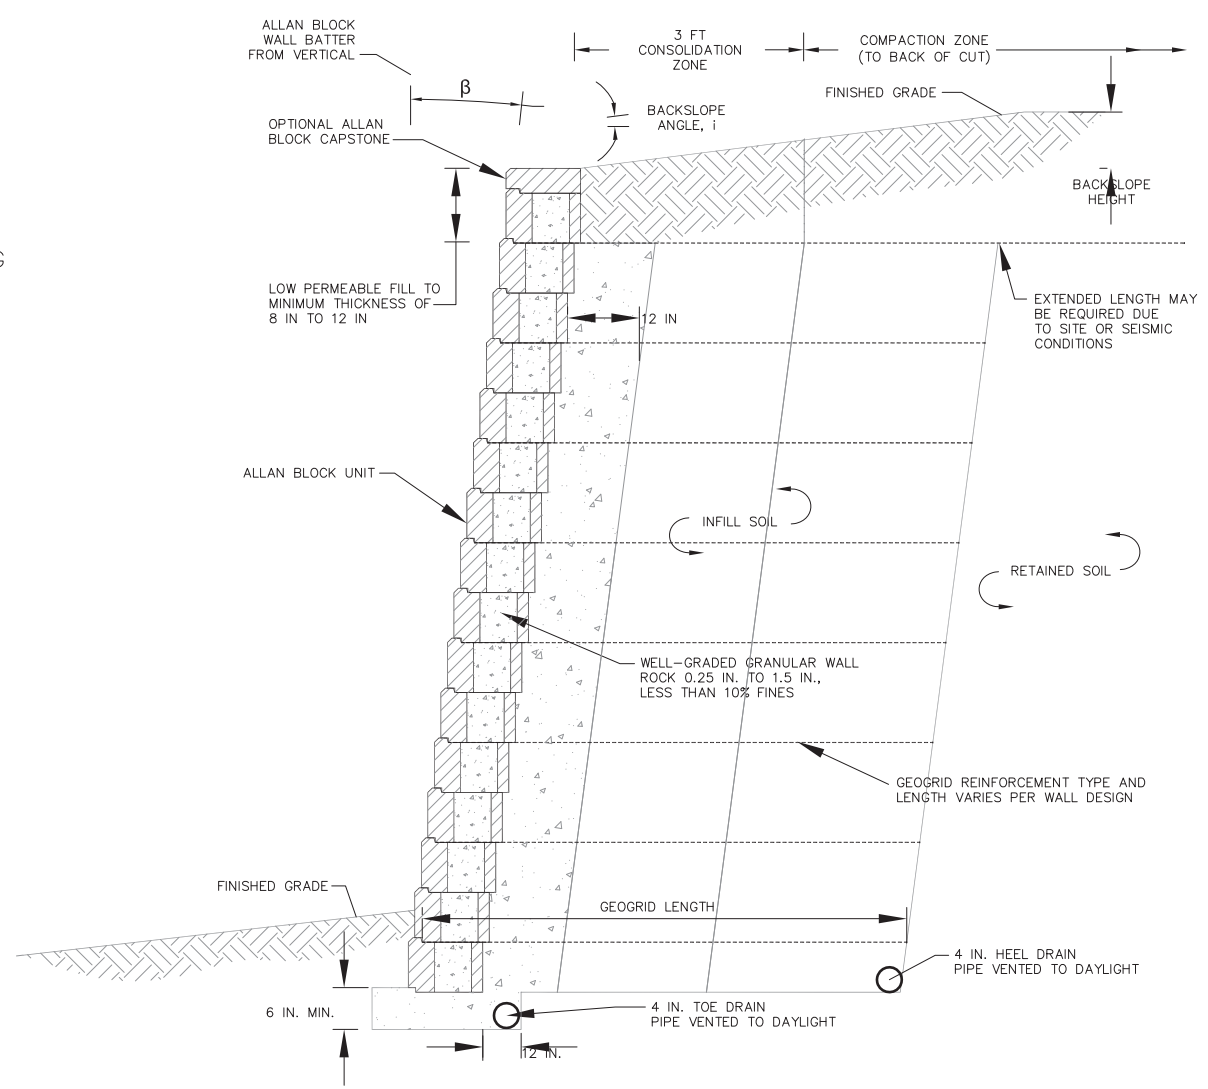 ALLAN BLOCK
WALL BATTER
FROM VERTICAL
3 FT
CONSOLIDATION
ZONE
COMPACTION ZONE
(TO BACK OF CUT)
β
FINISHED GRADE
BACKSLOPE
ANGLE, i
OPTIONAL ALLAN
BLOCK CAPSTONE
BACKSLOPE
HEIGHT
G
LOW PERMEABLE FILL TO
MINIMUM THICKNESS OF
8 IN TO 12 IN
12 IN
EXTENDED LENGTH MAY
BE REQUIRED DUE
TO SITE OR SEISMIC
CONDITIONS
ALLAN BLOCK UNIT
INFILL SOIL
RETAINED SOIL
WELL-GRADED GRANULAR WALL
ROCK 0.25 IN. TO 1.5 IN.,
LESS THAN 10% FINES
GEOGRID REINFORCEMENT TYPE AND
LENGTH VARIES PER WALL DESIGN
FINISHED GRADE
GEOGRID LENGTH
4 IN. HEEL DRAIN
PIPE VENTED TO DAYLIGHT
6 IN. MIN.
4 IN. TOE DRAIN
PIPE VENTED TO DAYLIGHT
12 IN.